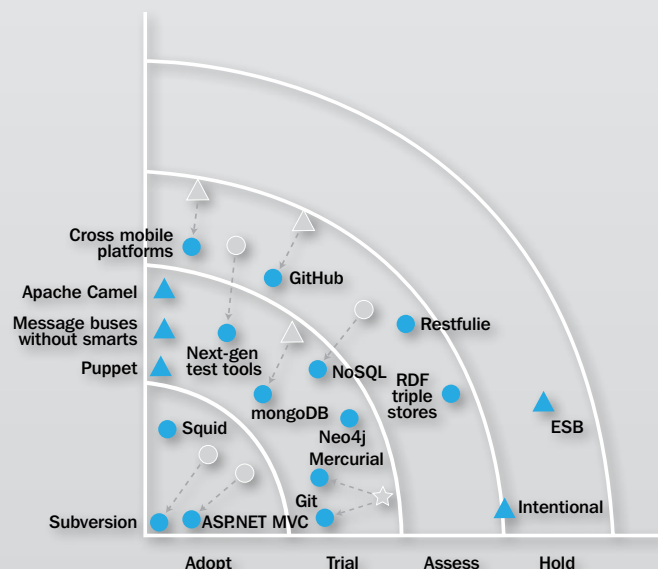 Cross mobile
platforms
GitHub
Apache Camel
Message buses
without smarts
Restfulie
Next-gen
test tools
Puppet
NoSQL
RDF
triple
stores
mongoDB
ESB
Squid
Neo4j
Mercurial
Git
Intentional
Subversion
ASP.NET MVC
Adopt
Trial
Assess
Hold